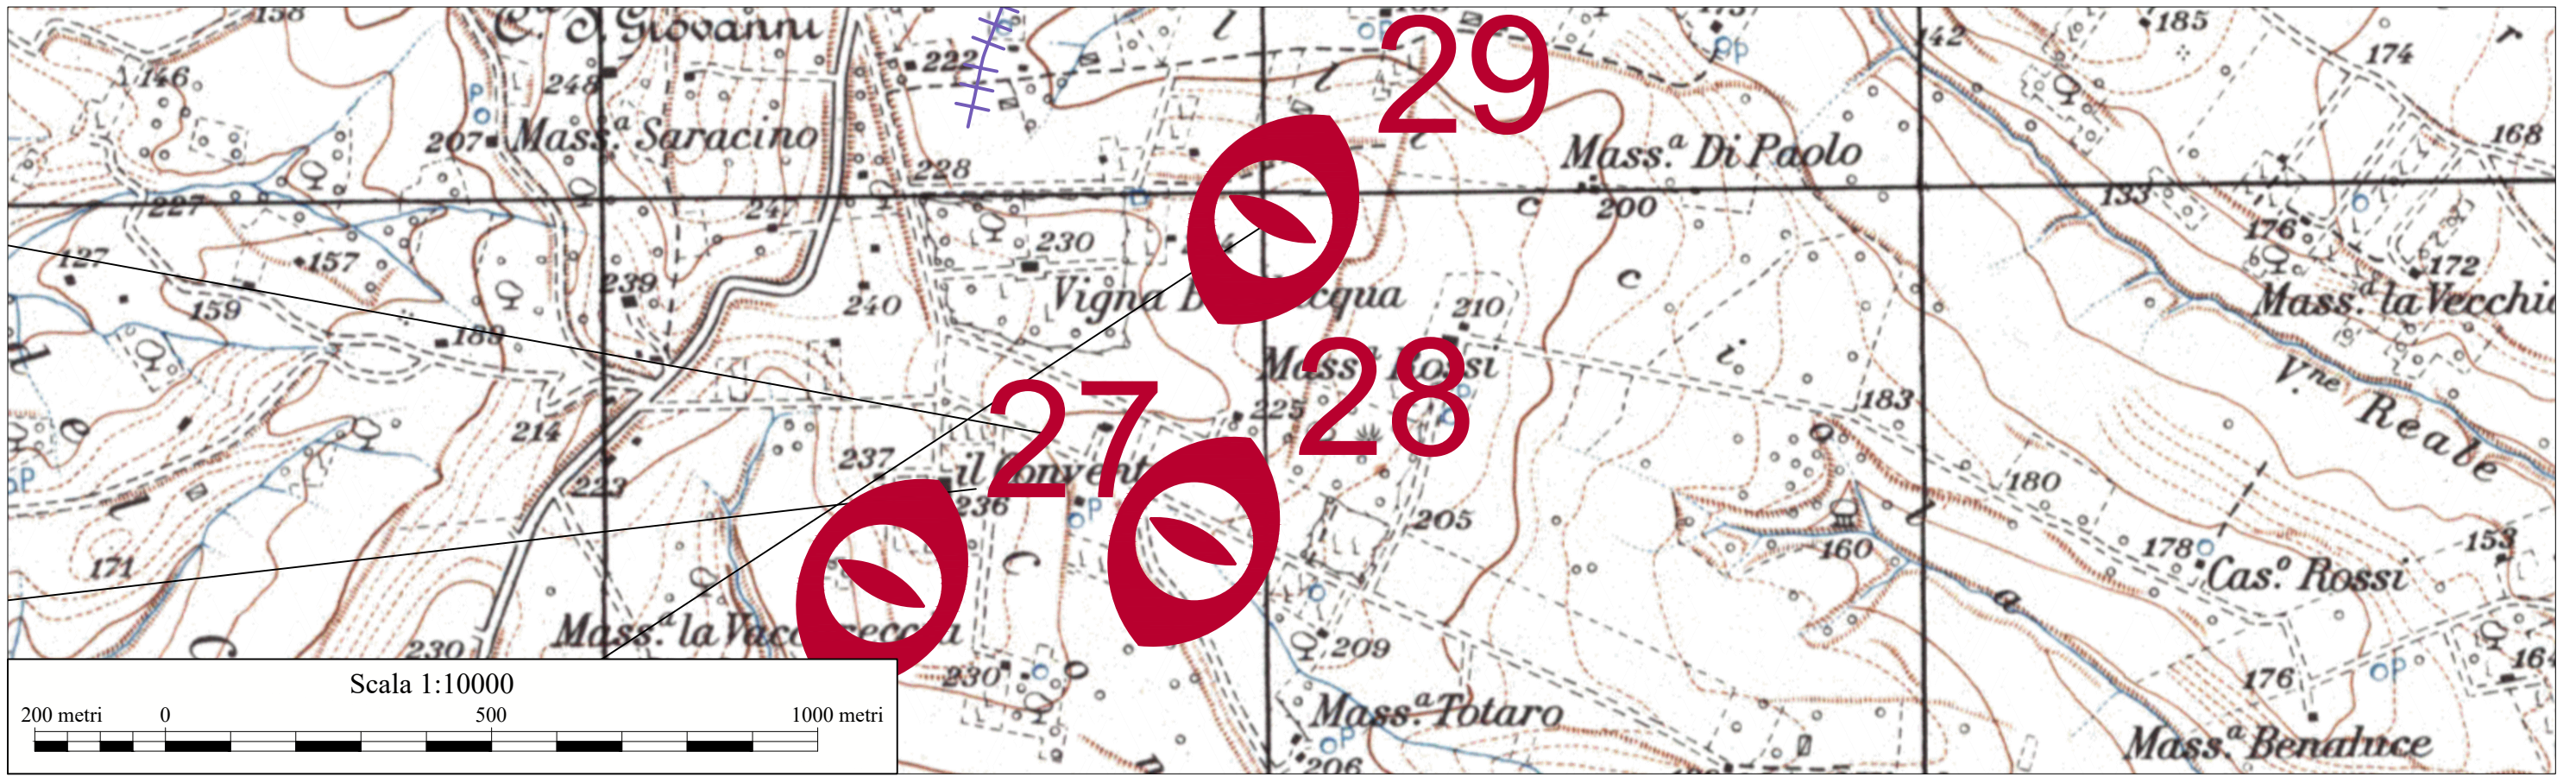 158
C. S. Giovanni
222
29
173
185
142
174
146
248
207
Mass.ª Saracino
228
Mass.ª Di Paolo
168
227
200
133
127
157
230
176
172
239
240
159
Vigna
cqua
210
Mass.ª la Vecchia
189
Mass.ª Rossi
28
27
225
183
V.ne Reale
214
237
il Convent
223
236
205
180
178
153
171
160
Cas.º Rossi
Mass.ª la Vacc
reccia
230
209
230
176
164
Mass.ª Totaro
Mass.ª Benaluce
206
Scala 1:10000
200 metri 0 500 1000 metri